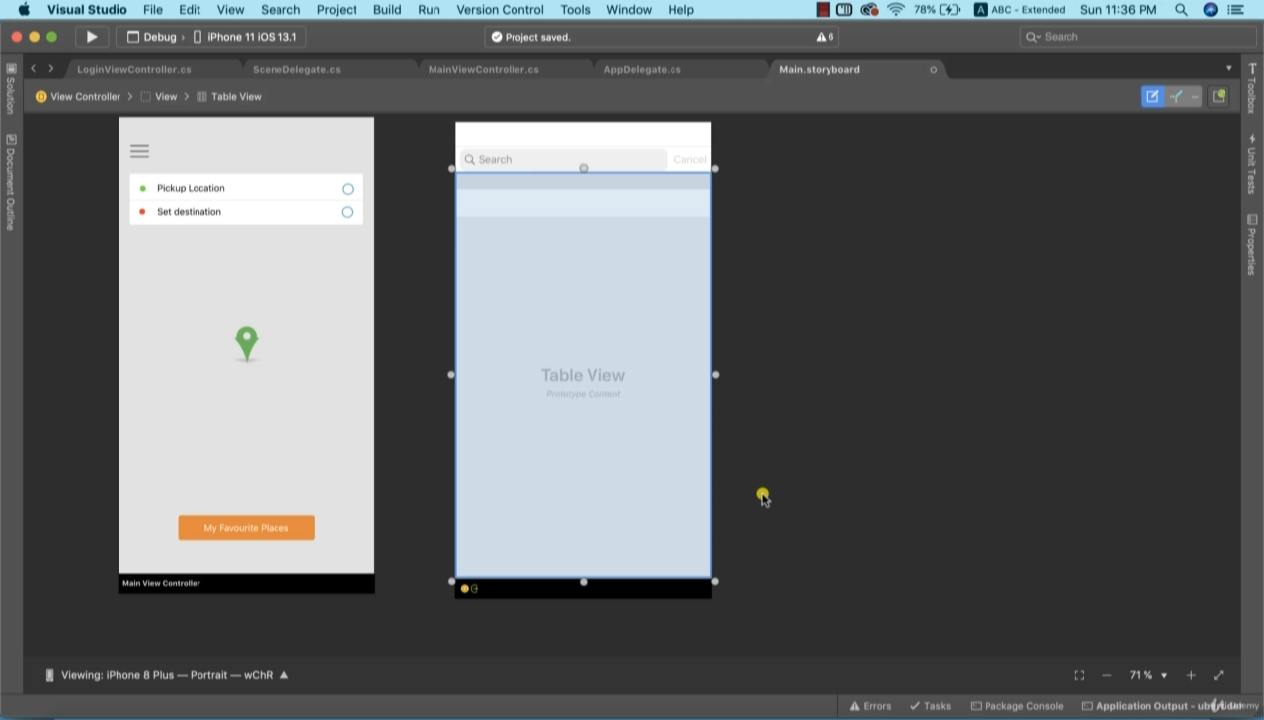 Visual Studio File Edit View Search Project Build Run Version Control Tools Window Help 78% A ABC - Extended Sun 11:36 PM
Debug › iPhone 11 iOS 13.1 Project saved. 6 Search
LoginViewController.cs SceneDelegate.cs MainViewController.cs AppDelegate.cs Main.storyboard
View Controller > View > Table View
Solution
Document Outline
Toolbox
Unit Tests
Properties
Pickup Location
Set destination
My Favourite Places
Main View Controller
Search Cancel
Table View
Prototype Content
Viewing: iPhone 8 Plus — Portrait — wChR 71%
Errors Tasks Package Console Application Output -